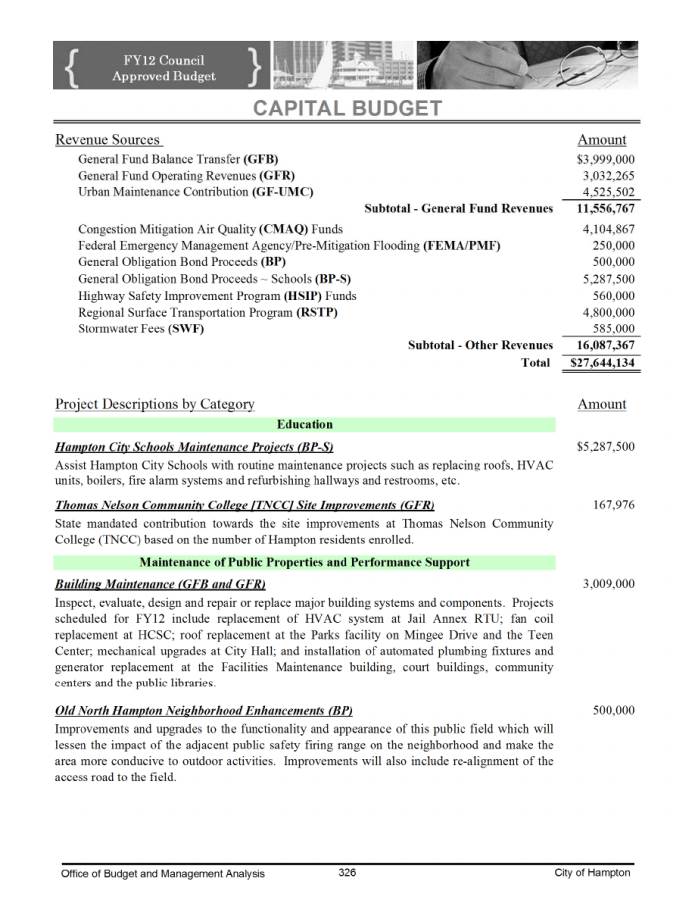 FY12 Council
Approved Budget
CAPITAL BUDGET
Revenue Sources Amount
General Fund Balance Transfer (GFB) $3,999,000
General Fund Operating Revenues (GFR) 3,032,265
Urban Maintenance Contribution (GF-UMC) 4,525,502
Subtotal - General Fund Revenues 11,556,767
Congestion Mitigation Air Quality (CMAQ) Funds 4,104,867
Federal Emergency Management Agency/Pre-Mitigation Flooding (FEMA/PMF) 250,000
General Obligation Bond Proceeds (BP) 500,000
General Obligation Bond Proceeds ~ Schools (BP-S) 5,287,500
Highway Safety Improvement Program (HSIP) Funds 560,000
Regional Surface Transportation Program (RSTP) 4,800,000
Stormwater Fees (SWF) 585,000
Subtotal - Other Revenues 16,087,367
Total $27,644,134
Project Descriptions by Category Amount
Education
Hampton City Schools Maintenance Projects (BP-S) $5,287,500
Assist Hampton City Schools with routine maintenance projects such as replacing roofs, HVAC
units, boilers, fire alarm systems and refurbishing hallways and restrooms, etc.
Thomas Nelson Community College [TNCC] Site Improvements (GFR) 167,976
State mandated contribution towards the site improvements at Thomas Nelson Community
College (TNCC) based on the number of Hampton residents enrolled.
Maintenance of Public Properties and Performance Support
Building Maintenance (GFB and GFR) 3,009,000
Inspect, evaluate, design and repair or replace major building systems and components. Projects
scheduled for FY12 include replacement of HVAC system at Jail Annex RTU; fan coil
replacement at HCSC; roof replacement at the Parks facility on Mingee Drive and the Teen
Center; mechanical upgrades at City Hall; and installation of automated plumbing fixtures and
generator replacement at the Facilities Maintenance building, court buildings, community
centers and the public libraries.
Old North Hampton Neighborhood Enhancements (BP) 500,000
Improvements and upgrades to the functionality and appearance of this public field which will
lessen the impact of the adjacent public safety firing range on the neighborhood and make the
area more conducive to outdoor activities. Improvements will also include re-alignment of the
access road to the field.
Office of Budget and Management Analysis 326 City of Hampton